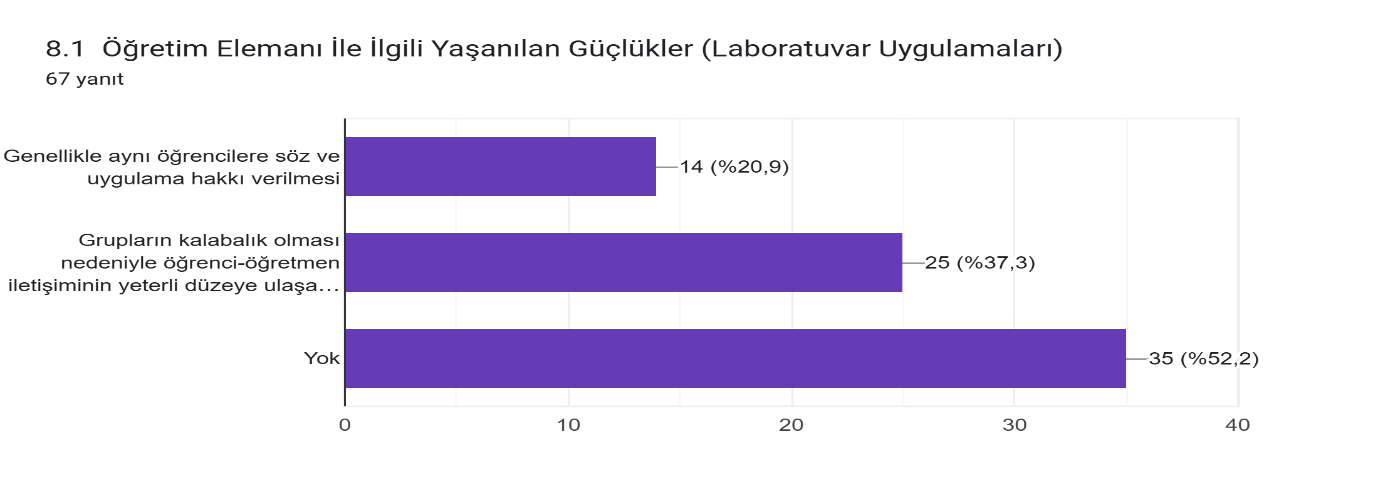 8.1 Öğretim Elemanı İle İlgili Yaşanılan Güçlükler (Laboratuvar Uygulamaları)
67 yanıt
Genellikle aynı öğrencilere söz ve
uygulama hakkı verilmesi
14 (%20,9)
Grupların kalabalık olması
nedeniyle öğrenci-öğretmen
iletişiminin yeterli düzeye ulaşa…
25 (%37,3)
Yok
35 (%52,2)
0 10 20 30 40